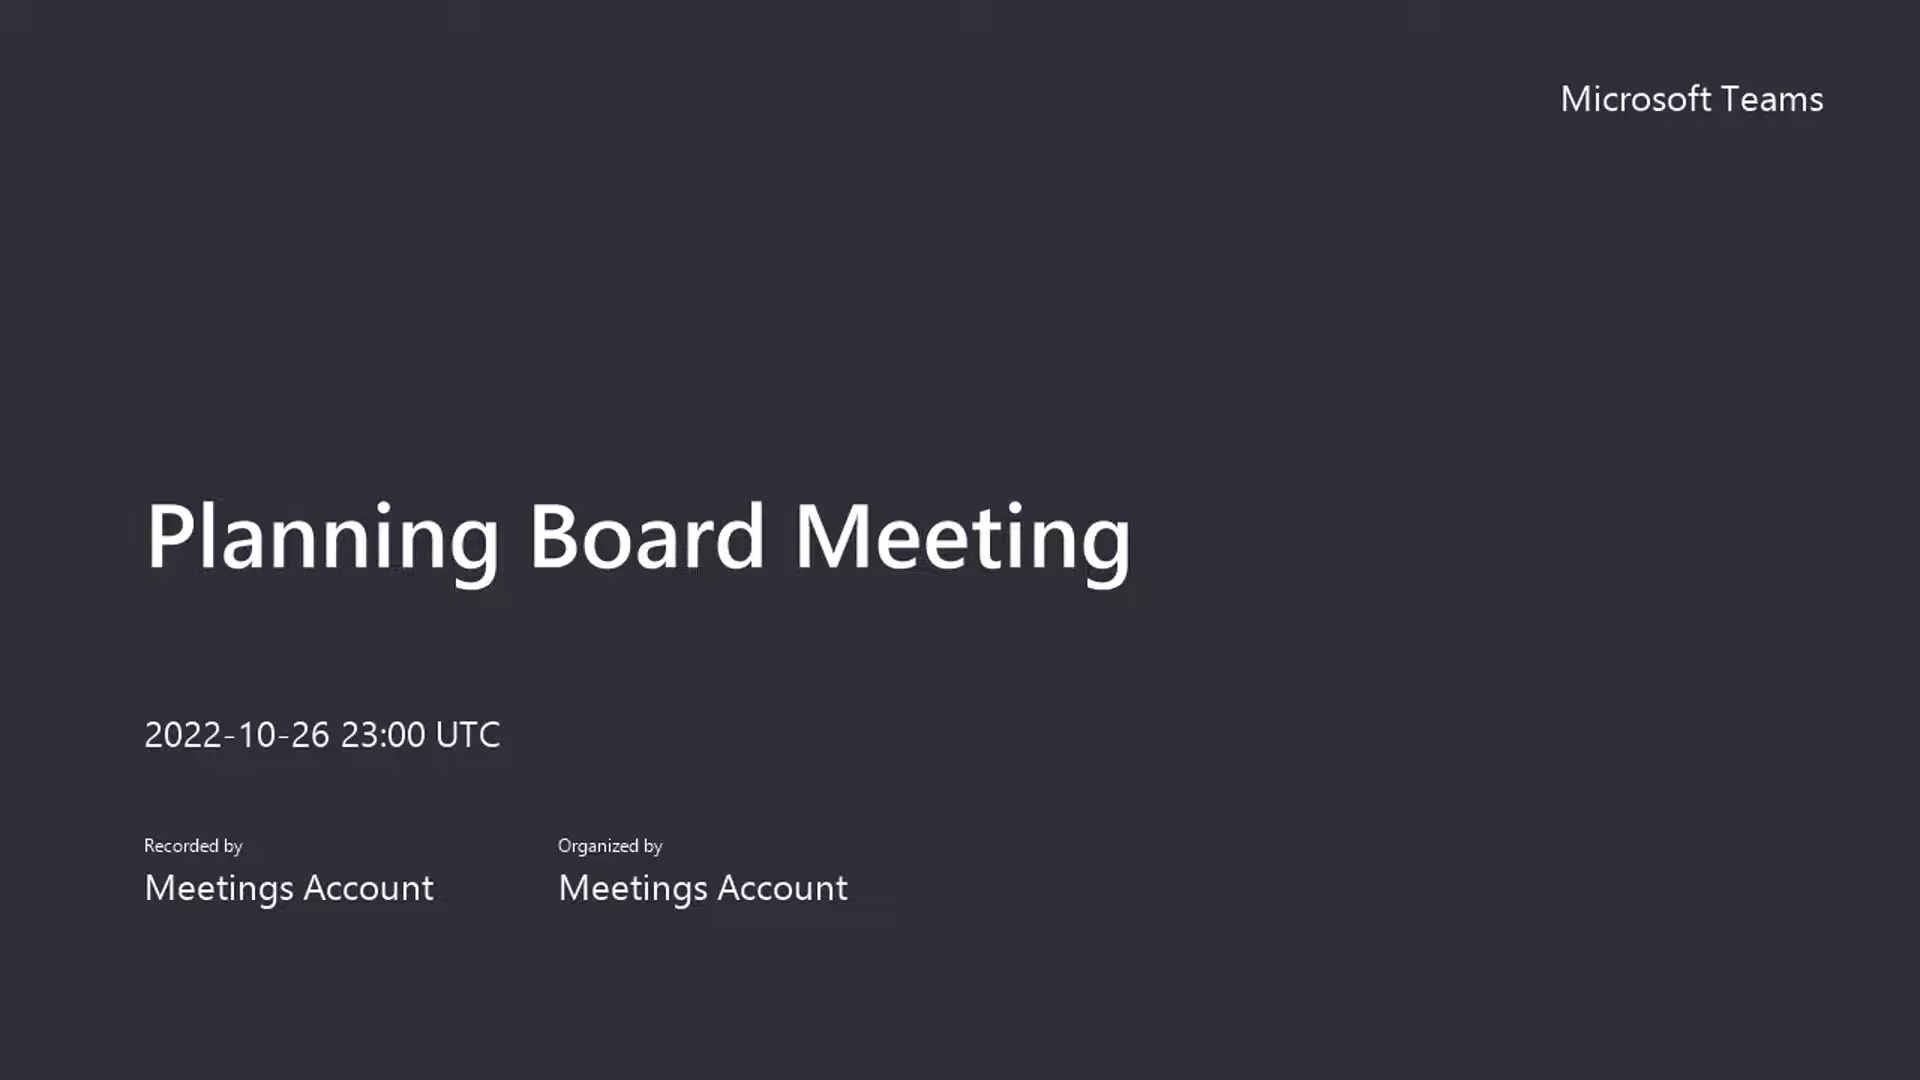 Microsoft Teams
Planning Board Meeting
2022-10-26 23:00 UTC
Recorded by
Meetings Account
Organized by
Meetings Account